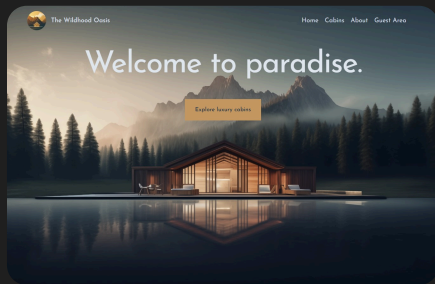 The Wildhood Oasis
Home Cabins About Guest Area
Welcome to paradise.
Explore luxury cabins